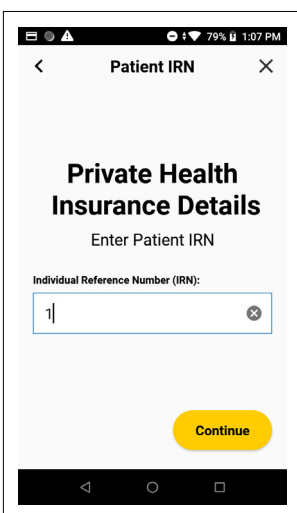 79% 1:07 PM
Patient IRN
Private Health
Insurance Details
Enter Patient IRN
Individual Reference Number (IRN):
1
Continue